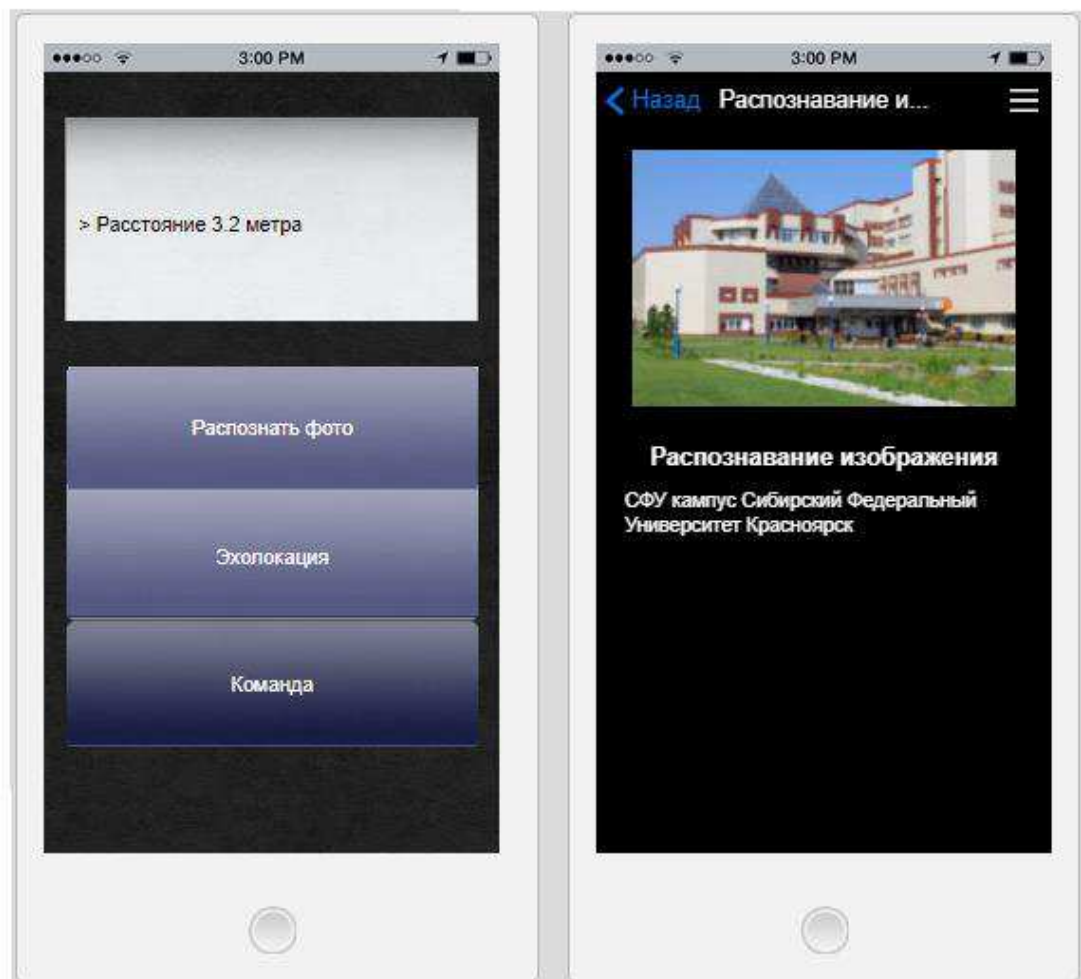 3:00 PM
> Расстояние 3.2 метра
Распознать фото
Эхолокация
Команда
3:00 PM
Назад Распознавание и...
Распознавание изображения
СФУ кампус Сибирский Федеральный
Университет Красноярск